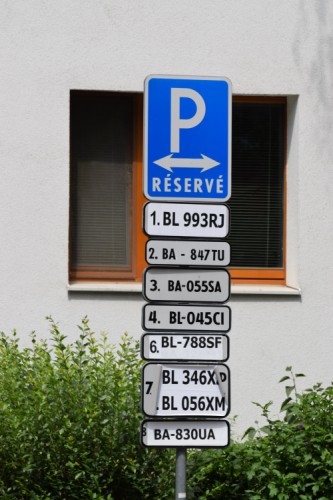 P
RÉSERVÉ
1. BL 993RJ
2. BA - 847TU
3. BA-055SA
4. BL-045CI
6. BL-788SF
7. BL 346XP
. BL 056XM
8 BA-830UA